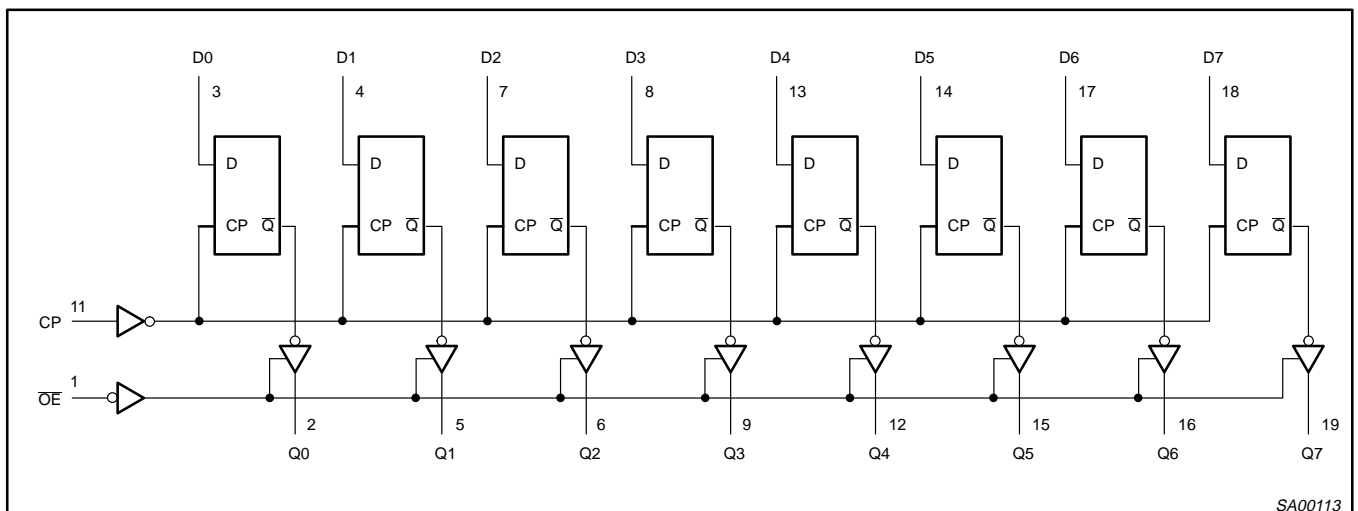 D0 D1 D2 D3 D4 D5 D6 D7
3 4 7 8 13 14 17 18
D D D D D D D D
CP Q̅ CP Q̅ CP Q̅ CP Q̅ CP Q̅ CP Q̅ CP Q̅ CP Q̅
11
CP
1
O̅E̅
2 5 6 9 12 15 16 19
Q0 Q1 Q2 Q3 Q4 Q5 Q6 Q7
SA00113